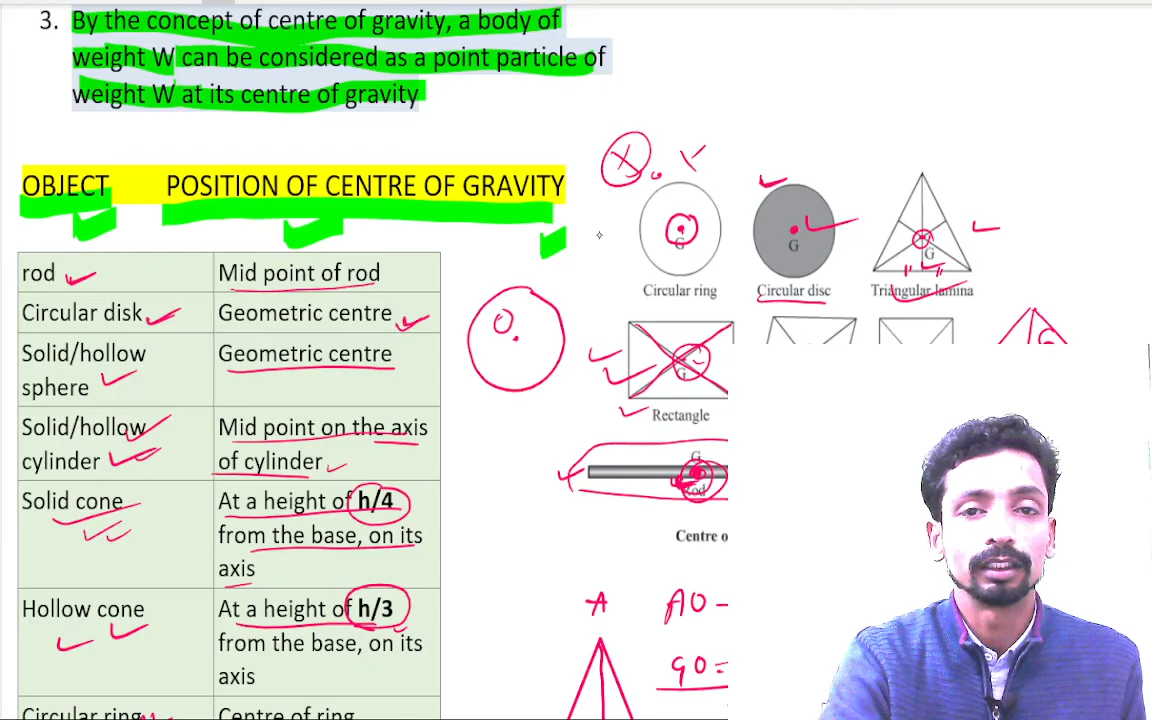 3. By the concept of centre of gravity, a body of
weight W can be considered as a point particle of
weight W at its centre of gravity
OBJECT POSITION OF CENTRE OF GRAVITY
rod Mid point of rod
Circular disk Geometric centre
Solid/hollow Geometric centre
sphere
Solid/hollow Mid point on the axis
cylinder of cylinder
Solid cone At a height of h/4
from the base, on its
axis
Hollow cone At a height of h/3
from the base, on its
axis
Circular ring Centre of ring
G
Circular ring
G
Circular disc
G
Triangular lamina
G
Rectangle
G
Rod
Centre o
O
G
A
AO -
GO =